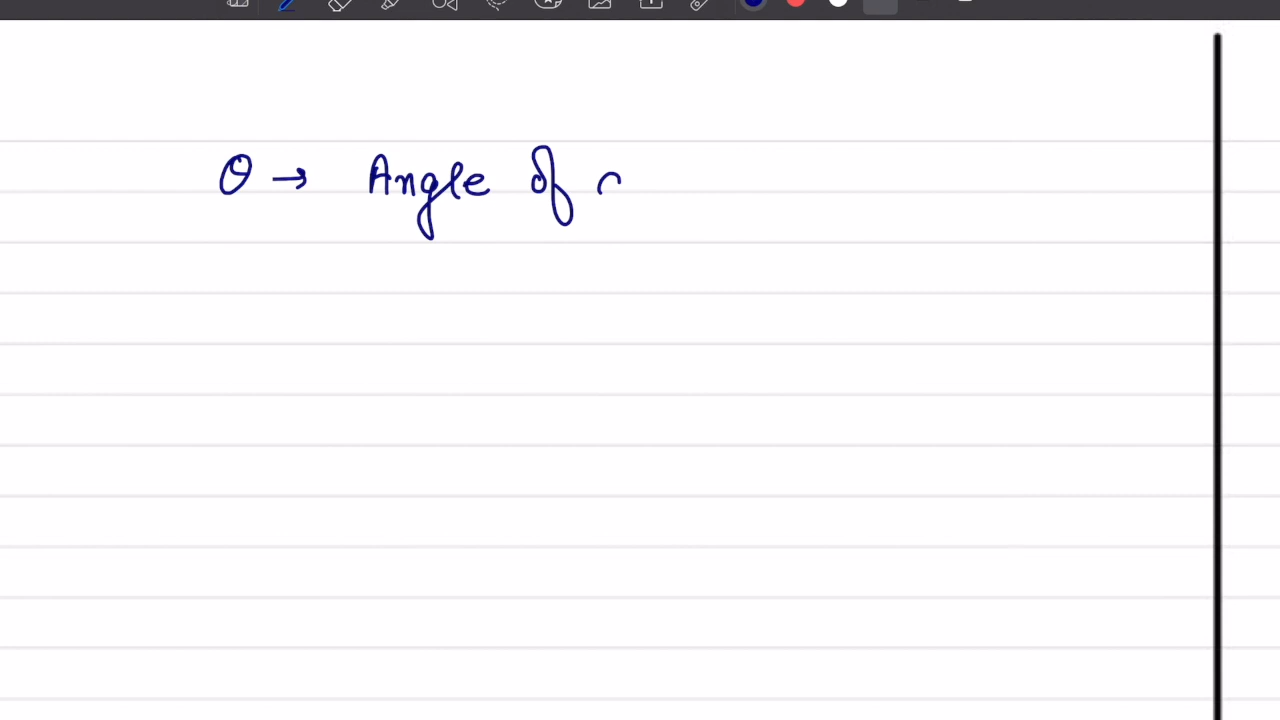 θ → Angle of